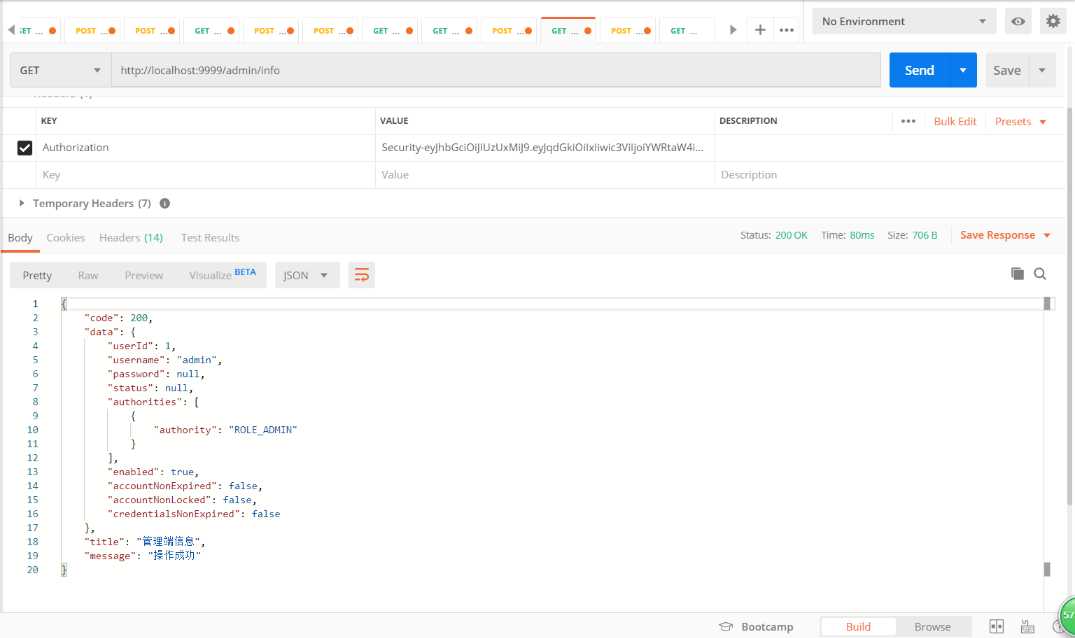 GET ... POST ... POST ... GET ... POST ... POST ... GET ... GET ... POST ... GET ... POST ... GET ...
No Environment
GET http://localhost:9999/admin/info Send Save
KEY VALUE DESCRIPTION ••• Bulk Edit Presets
Authorization Security-eyJhbGciOiJIUzUxMiJ9.eyJqdGkiOiIxIiwic3ViIjoiYWRtaW4i...
Key Value Description
Temporary Headers (7)
Body Cookies Headers (14) Test Results Status: 200 OK Time: 80ms Size: 706 B Save Response
Pretty Raw Preview Visualize BETA JSON
1 {
2 "code": 200,
3 "data": {
4 "userId": 1,
5 "username": "admin",
6 "password": null,
7 "status": null,
8 "authorities": [
9 {
10 "authority": "ROLE_ADMIN"
11 }
12 ],
13 "enabled": true,
14 "accountNonExpired": false,
15 "accountNonLocked": false,
16 "credentialsNonExpired": false
17 },
18 "title": "管理端信息",
19 "message": "操作成功"
20 }
57
Bootcamp Build Browse